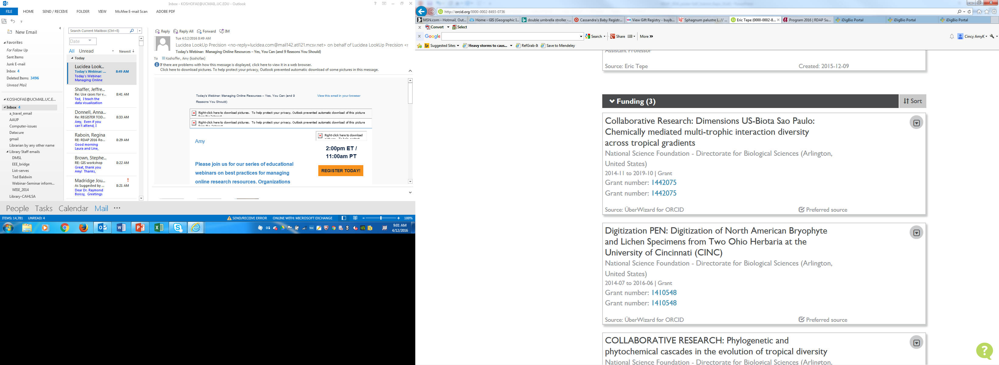 Inbox - KOSHOFAE@UCMAIL.UC.EDU - Outlook
FILE HOME SEND / RECEIVE FOLDER VIEW McAfee E-mail Scan ADOBE PDF
New Email
Favorites
For Follow Up
Sent Items
Junk E-mail
Inbox 4
Deleted Items 3496
Unread Mail
KOSHOFAE@UCMAIL.UC.E...
Inbox 4
a_travel_email
AAUP
Computer-issues
Datacure
gmail
Librarian by any other name
Library Staff emails
DMSL
EEE_bridge
List-serves
Ted Baldwin
Webinar-Seminar inform...
WISE_2014
Library-CAHLSA
Search Current Mailbox (Ctrl+E)
Date
All Unread Newest
Today
Lucidea Look...
Today's Webinar: ... 8:49 AM
Today's Webinar:
Managing Online
Shaffer, Jeffre...
Re: Use cases for v... 8:41 AM
Ted, I teach the
data visualization
Donnell, Anna...
Re: REGISTER TOD... 8:33 AM
Amy, Even if you
can't attend, I
Raboin, Regina
RE: RDAP 2016 Ro... 8:29 AM
Good morning
Laura and Line,
Brown, Stephe...
RE: GIS workshop 8:22 AM
Great, thank you
Amy! Thanks,
Madridge Jou... !
As Suggested by ... 8:21 AM
Dear Dr. Raymond
Boissy, Greetings
Reply Reply All Forward IM
Tue 4/12/2016 8:49 AM
Lucidea LookUp Precision <no-reply=lucidea.com@mail142.atl121.mcsv.net> on behalf of Lucidea LookUp Precision <r
Today's Webinar: Managing Online Resources – Yes, You Can (and 9 Reasons You Should)
To Koshoffer, Amy (koshofae)
If there are problems with how this message is displayed, click here to view it in a web browser.
Click here to download pictures. To help protect your privacy, Outlook prevented automatic download of some pictures in this message.
Today's Webinar: Managing Online Resources – Yes, You Can (and 9
Reasons You Should)
View this email in your browser
Right-click here to download pictures. To help protect your privacy, Outlook prevented automatic download of this picture
from the Internet.
Right-click here to download pictures. To help protect your privacy, Outlook prevented automatic download of this picture
from the Internet.
Right-click here to download
pictures. To help protect
Amy
2:00pm ET /
11:00am PT
REGISTER TODAY!
Please join us for our series of educational
webinars on best practices for managing
online research resources. Organizations
People Tasks Calendar Mail ...
ITEMS: 14,781 UNREAD: 4 SEND/RECEIVE ERROR ONLINE WITH: MICROSOFT EXCHANGE 100%
9:01 AM
4/12/2016
http://orcid.org/0000-0002-8493-0736
MSN.com - Hotmail, Out... Home - GIS (Geographic I... double umbrella stroller -... Cassandra's Baby Registr... View Gift Registry - buyb... Sphagnum palustre L. // ... Eric Tepe (0000-0002-8... Program 2016 | RDAP Su... iDigBio Portal iDigBio Portal iDigBio Portal
x Convert Select
x Google Search Share More » Cincy AmyK
Suggested Sites Heavy storms to caus... RefGrab-It Save to Mendeley
Assistant Professor
Source: Eric Tepe Created: 2015-12-09
Funding (3) Sort
Collaborative Research: Dimensions US-Biota Sao Paulo:
Chemically mediated multi-trophic interaction diversity
across tropical gradients
National Science Foundation - Directorate for Biological Sciences (Arlington,
United States)
2014-11 to 2019-10 | Grant
Grant number: 1442075
Grant number: 1442075
Source: ÜberWizard for ORCID Preferred source
Digitization PEN: Digitization of North American Bryophyte
and Lichen Specimens from Two Ohio Herbaria at the
University of Cincinnati (CINC)
National Science Foundation - Directorate for Biological Sciences (Arlington,
United States)
2014-07 to 2016-06 | Grant
Grant number: 1410548
Grant number: 1410548
Source: ÜberWizard for ORCID Preferred source
COLLABORATIVE RESEARCH: Phylogenetic and
phytochemical cascades in the evolution of tropical diversity
National Science Foundation - Directorate for Biological Sciences (Arlington,
?